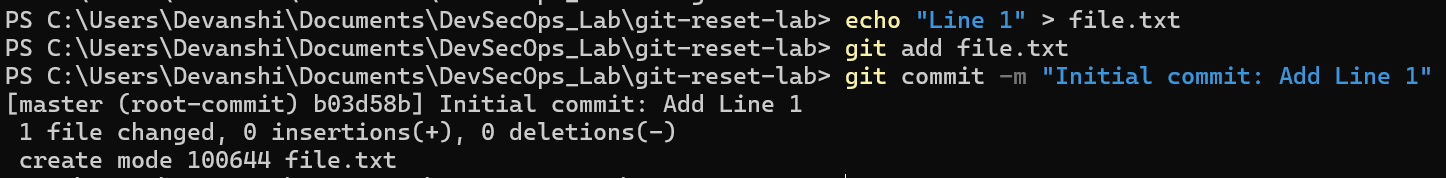 PS C:\Users\Devanshi\Documents\DevSecOps_Lab\git-reset-lab> echo "Line 1" > file.txt
PS C:\Users\Devanshi\Documents\DevSecOps_Lab\git-reset-lab> git add file.txt
PS C:\Users\Devanshi\Documents\DevSecOps_Lab\git-reset-lab> git commit -m "Initial commit: Add Line 1"
[master (root-commit) b03d58b] Initial commit: Add Line 1
 1 file changed, 0 insertions(+), 0 deletions(-)
 create mode 100644 file.txt